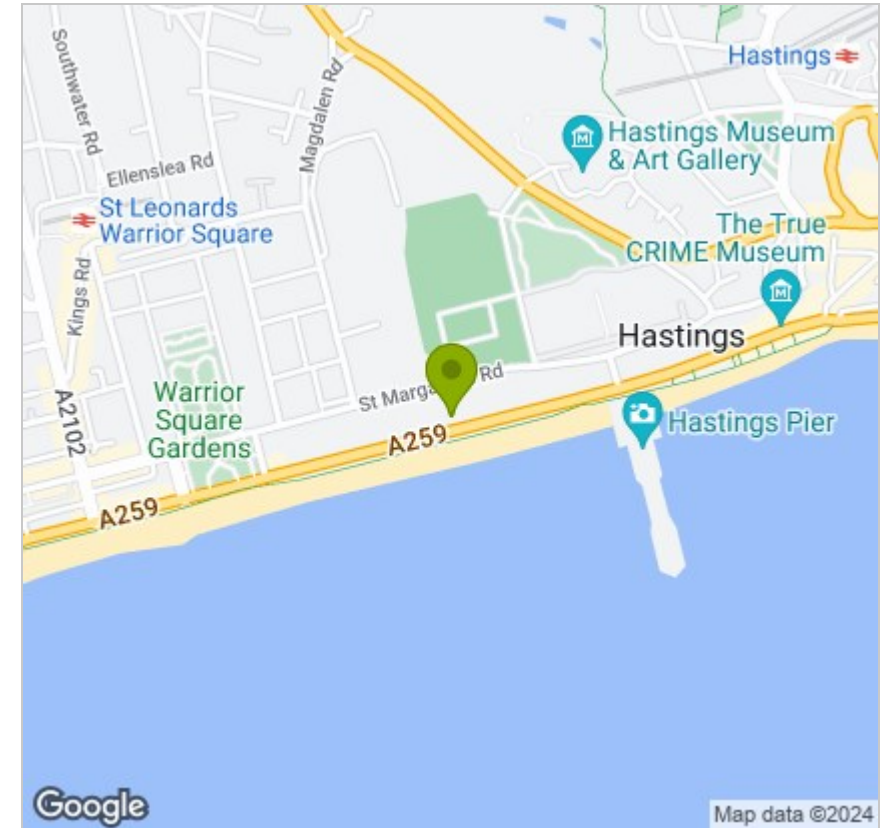 Southwater Rd
Magdalen Rd
Hastings
Hastings Museum
& Art Gallery
Ellenslea Rd
St Leonards
Warrior Square
The True
CRIME Museum
Kings Rd
Hastings
St Marga Rd
Warrior
Square
Gardens
A2102
A259
Hastings Pier
A259
Google
Map data ©2024